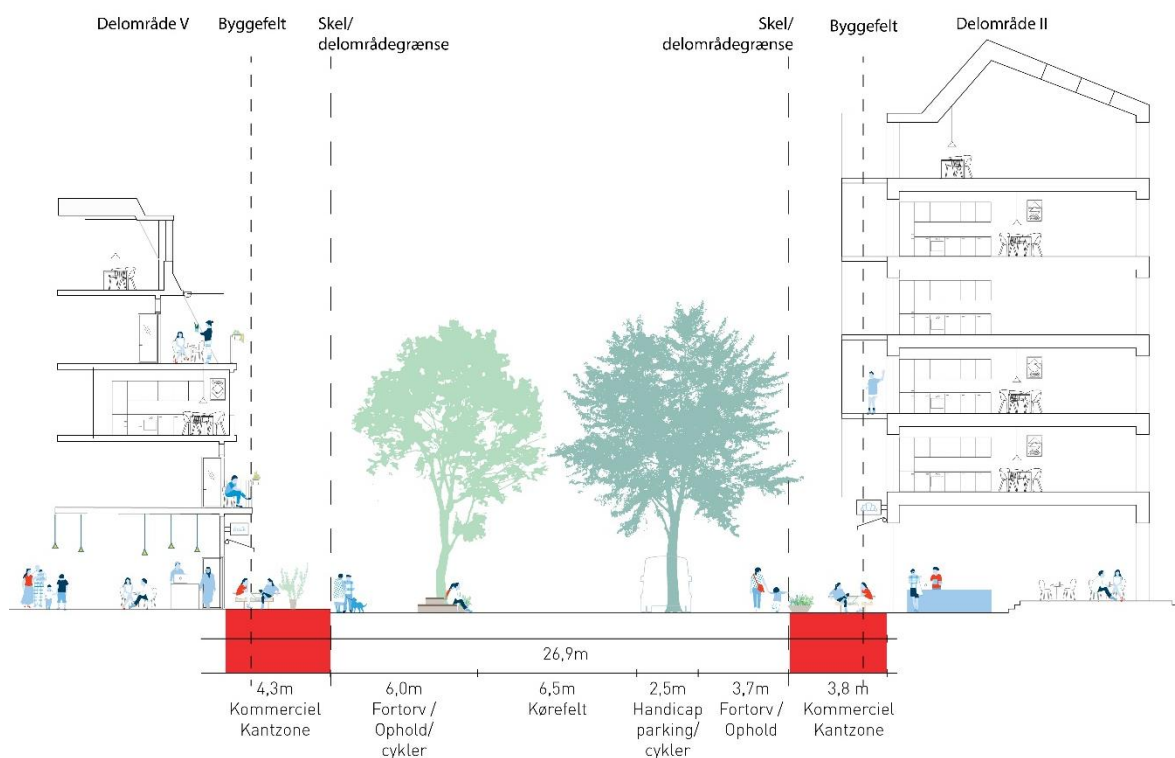 Delområde V
Byggefelt
Skel/
delområdegrænse
Skel/
delområdegrænse
Byggefelt
Delområde II
26,9m
4,3m
Kommerciel
Kantzone
6,0m
Fortorv /
Ophold/
cykler
6,5m
Kørefelt
2,5m
Handicap
parking/
cykler
3,7m
Fortorv /
Ophold
3,8 m
Kommerciel
Kantzone